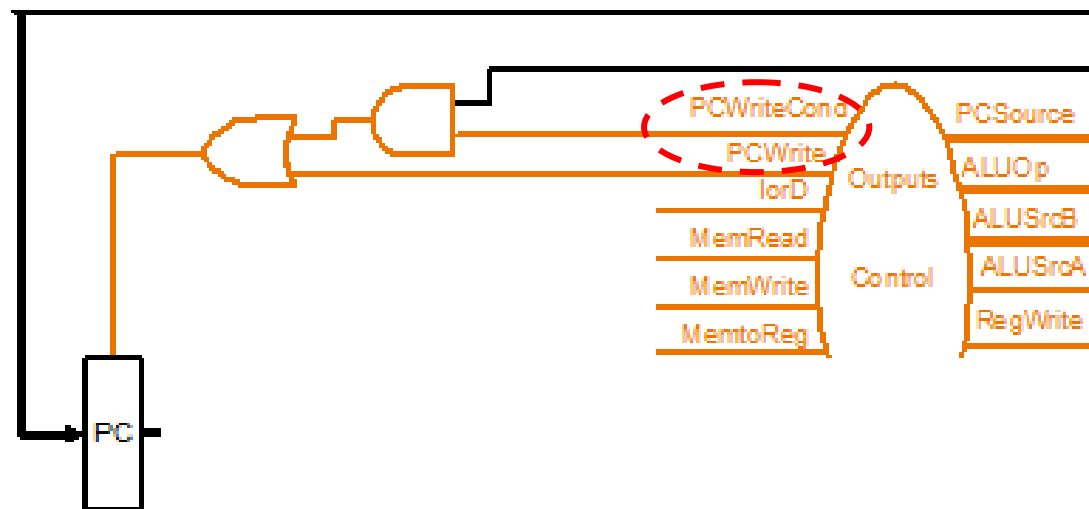 PCWriteCond
PCSource
PCWrite
ALUOp
IorD
Outputs
ALUSrcB
MemRead
ALUSrcA
Control
MemWrite
RegWrite
MemtoReg
PC